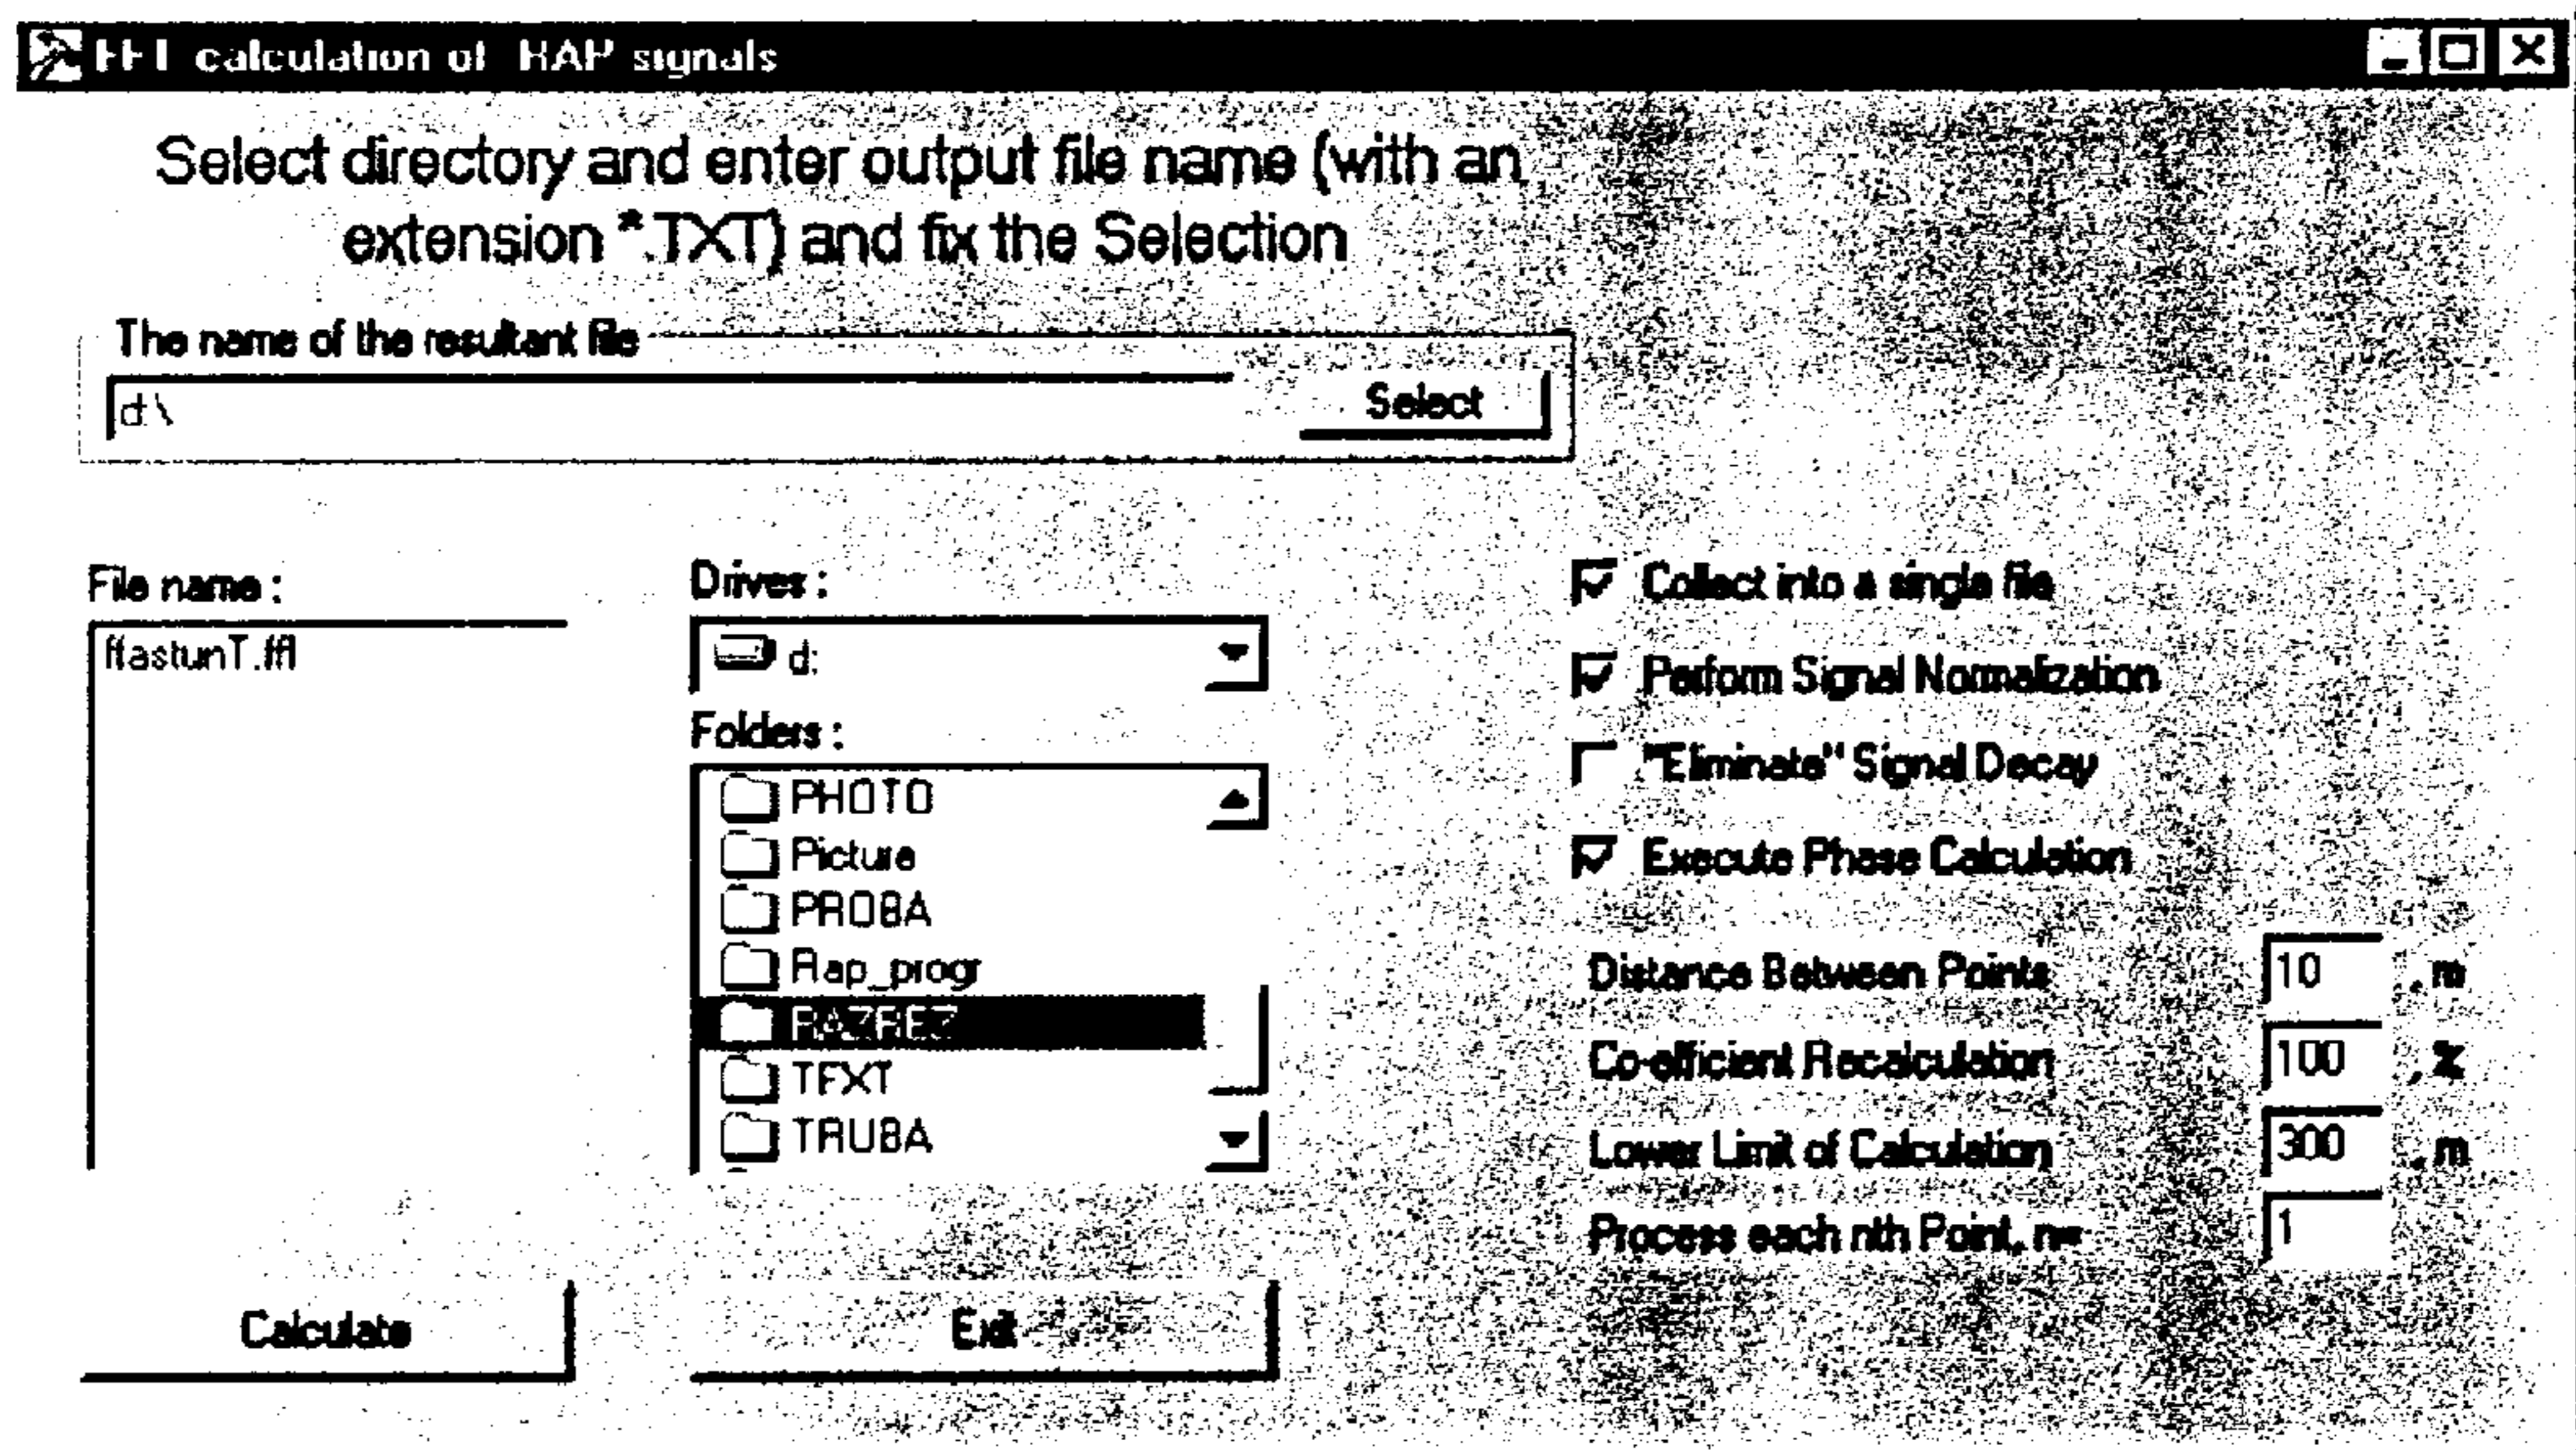 FFT calculation of RAP signals
Select directory and enter output file name (with an
extension *.TXT) and fix the Selection
The name of the resultant file
d:\
Select
File name :
Drives :
d:
Folders :
PHOTO
Picture
PROBA
Rap_progr
RAZREZ
TEXT
TRUBA
Collect into a single file
Perform Signal Normalization
"Eliminate" Signal Decay
Execute Phase Calculation
Distance Between Points 10 , m
Co-efficient Recalculation 100 , %
Lower Limit of Calculation 300 , m
Process each nth Point, n= 1
Calculate
Exit